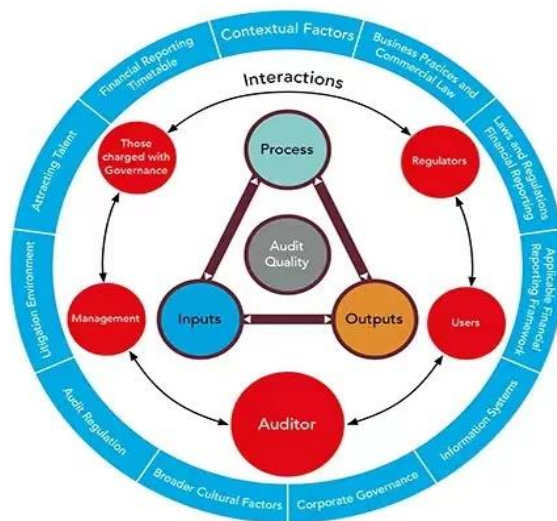 Contextual Factors
Business Pracices and
Commercial Law
Laws and Regulations
Financial Reporting
Applicable Financial
Reporting Framework
Information Systems
Corporate Governance
Broader Cultural Factors
Audit Regulation
Litigation Environment
Attracting Talent
Financial Reporting
Timetable
Interactions
Those
charged with
Governance
Regulators
Process
Audit
Quality
Inputs
Outputs
Management
Users
Auditor